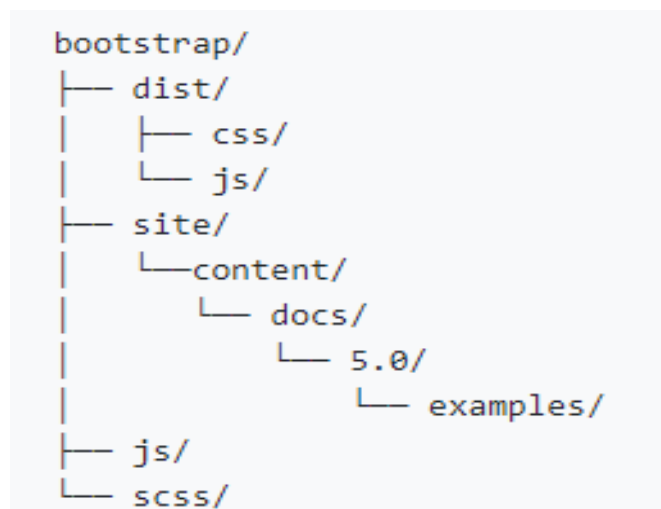 bootstrap/
├── dist/
│   ├── css/
│   └── js/
├── site/
│   └──content/
│      └── docs/
│          └── 5.0/
│              └── examples/
├── js/
└── scss/